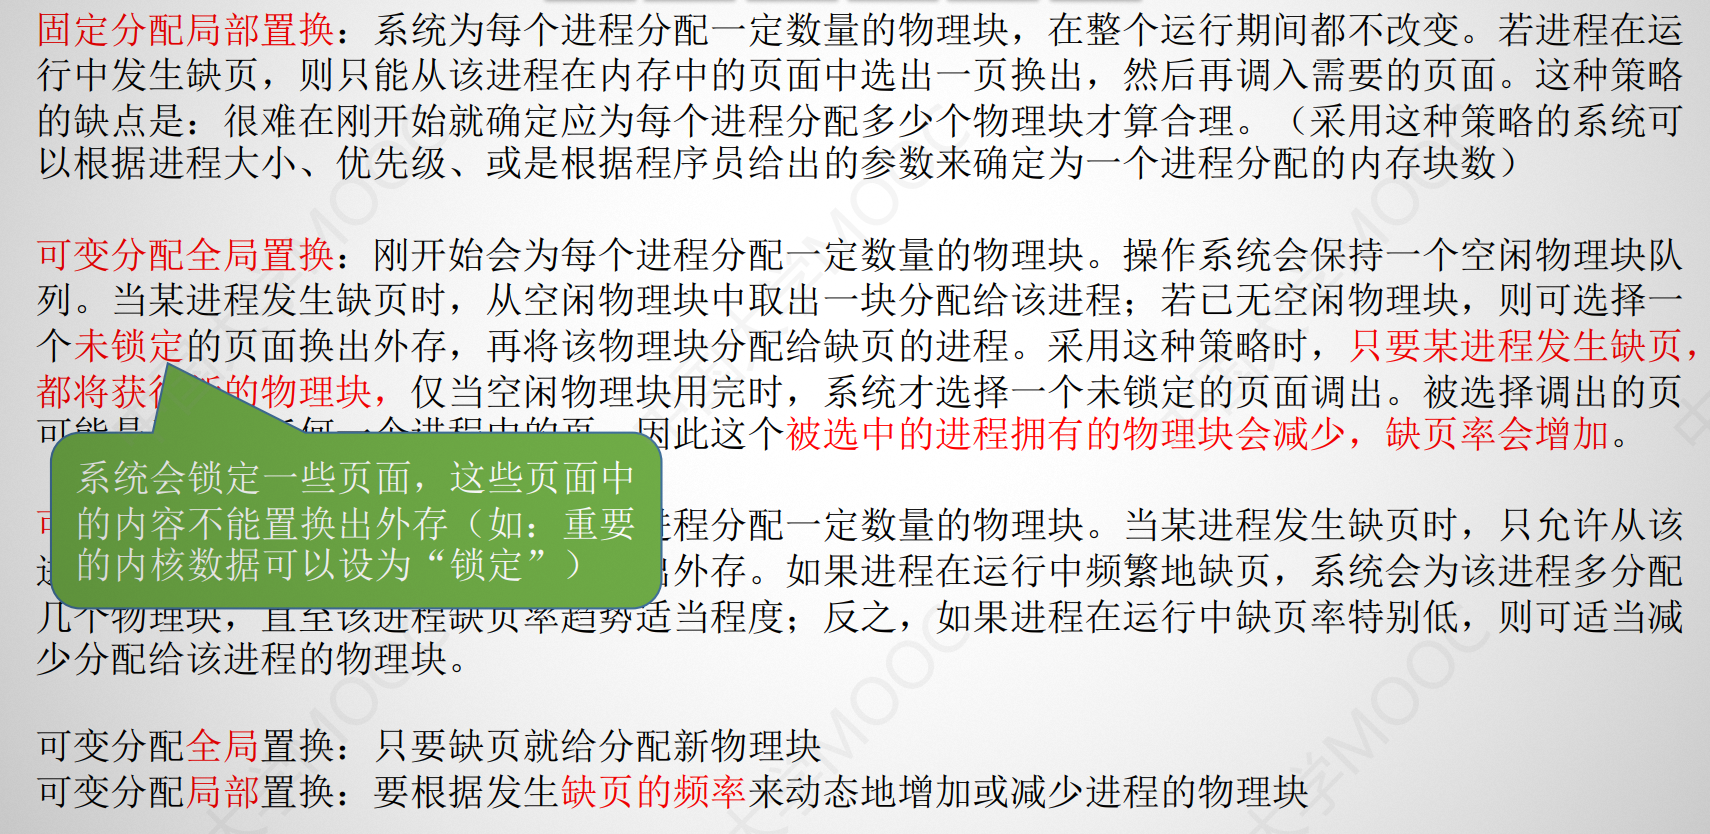 固定分配局部置换：系统为每个进程分配一定数量的物理块，在整个运行期间都不改变。若进程在运
行中发生缺页，则只能从该进程在内存中的页面中选出一页换出，然后再调入需要的页面。这种策略
的缺点是：很难在刚开始就确定应为每个进程分配多少个物理块才算合理。（采用这种策略的系统可
以根据进程大小、优先级、或是根据程序员给出的参数来确定为一个进程分配的内存块数）
可变分配全局置换：刚开始会为每个进程分配一定数量的物理块。操作系统会保持一个空闲物理块队
列。当某进程发生缺页时，从空闲物理块中取出一块分配给该进程；若已无空闲物理块，则可选择一
个未锁定的页面换出外存，再将该物理块分配给缺页的进程。采用这种策略时，只要某进程发生缺页，
都将获得新的物理块，仅当空闲物理块用完时，系统才选择一个未锁定的页面调出。被选择调出的页
可能是 何一个进程中的页，因此这个被选中的进程拥有的物理块会减少，缺页率会增加。
系统会锁定一些页面，这些页面中
的内容不能置换出外存（如：重要
的内核数据可以设为“锁定”）
进程分配一定数量的物理块。当某进程发生缺页时，只允许从该
出外存。如果进程在运行中频繁地缺页，系统会为该进程多分配
几个物理块，直至该进程缺页率趋势适当程度；反之，如果进程在运行中缺页率特别低，则可适当减
少分配给该进程的物理块。
可变分配全局置换：只要缺页就给分配新物理块
可变分配局部置换：要根据发生缺页的频率来动态地增加或减少进程的物理块